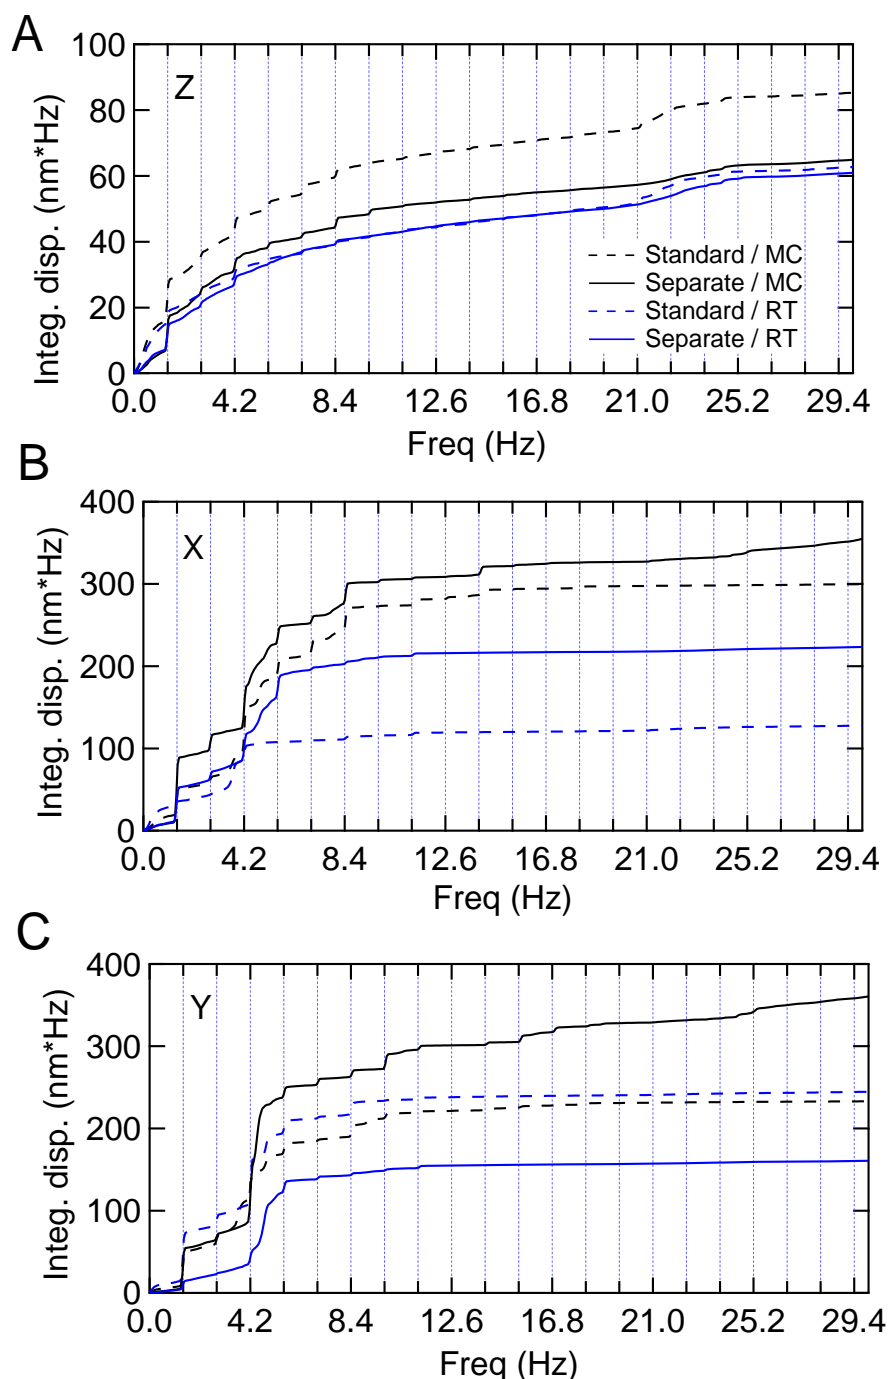 A
Z
Integ. disp. (nm*Hz)
100
80
60
40
20
0
Standard / MC
Separate / MC
Standard / RT
Separate / RT
0.0 4.2 8.4 12.6 16.8 21.0 25.2 29.4
Freq (Hz)
B
X
Integ. disp. (nm*Hz)
400
300
200
100
0
0.0 4.2 8.4 12.6 16.8 21.0 25.2 29.4
Freq (Hz)
C
Y
Integ. disp. (nm*Hz)
400
300
200
100
0
0.0 4.2 8.4 12.6 16.8 21.0 25.2 29.4
Freq (Hz)